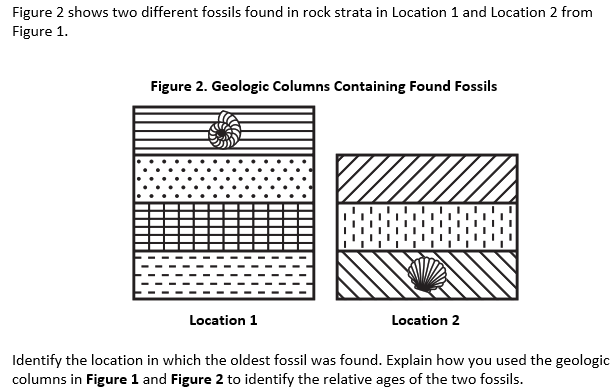 Figure 2 shows two different fossils found in rock strata in Location 1 and Location 2 from
Figure 1.
Figure 2. Geologic Columns Containing Found Fossils
Location 1
Location 2
Identify the location in which the oldest fossil was found. Explain how you used the geologic
columns in Figure 1 and Figure 2 to identify the relative ages of the two fossils.